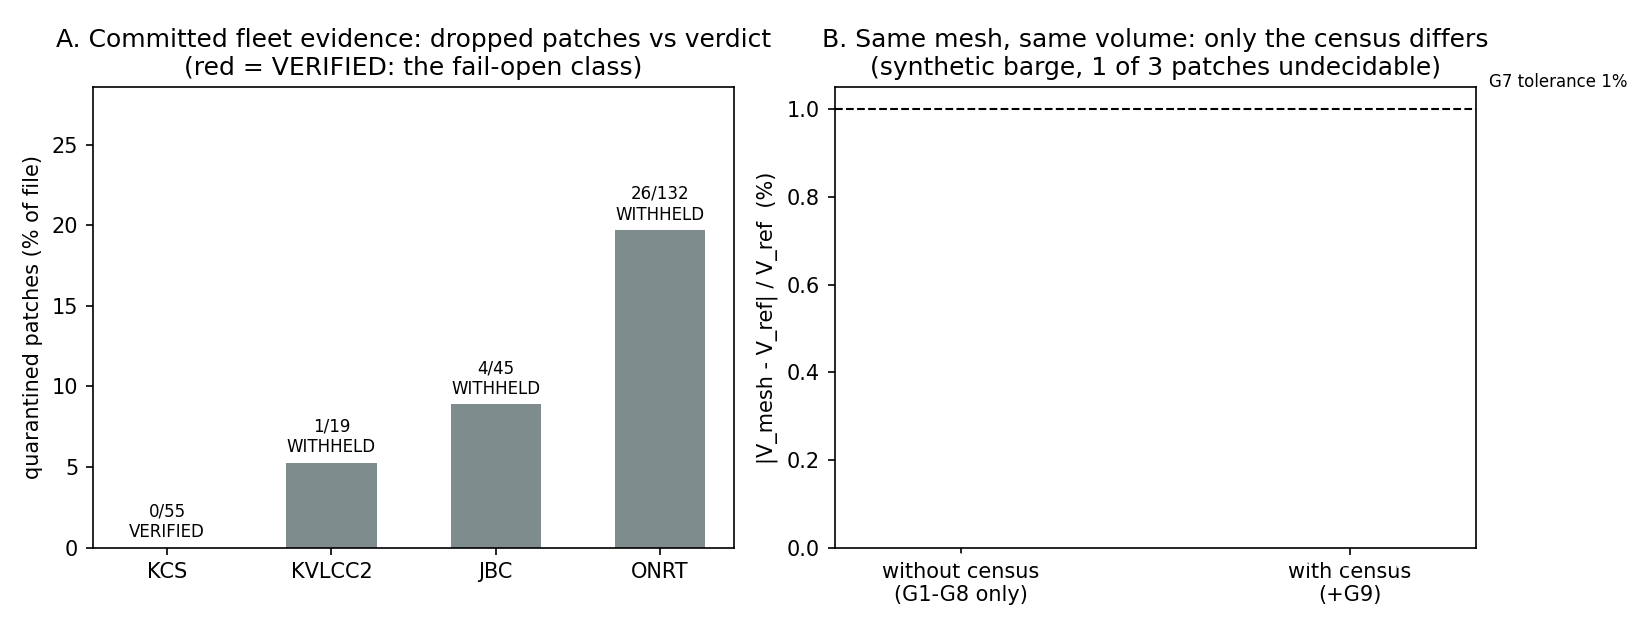 A. Committed fleet evidence: dropped patches vs verdict
(red = VERIFIED: the fail-open class)
quarantined patches (% of file)
25
20
15
10
5
0
0/55
VERIFIED
1/19
WITHHELD
4/45
WITHHELD
26/132
WITHHELD
KCS
KVLCC2
JBC
ONRT
B. Same mesh, same volume: only the census differs
(synthetic barge, 1 of 3 patches undecidable)
G7 tolerance 1%
|V_mesh - V_ref| / V_ref (%)
1.0
0.8
0.6
0.4
0.2
0.0
without census
(G1-G8 only)
with census
(+G9)